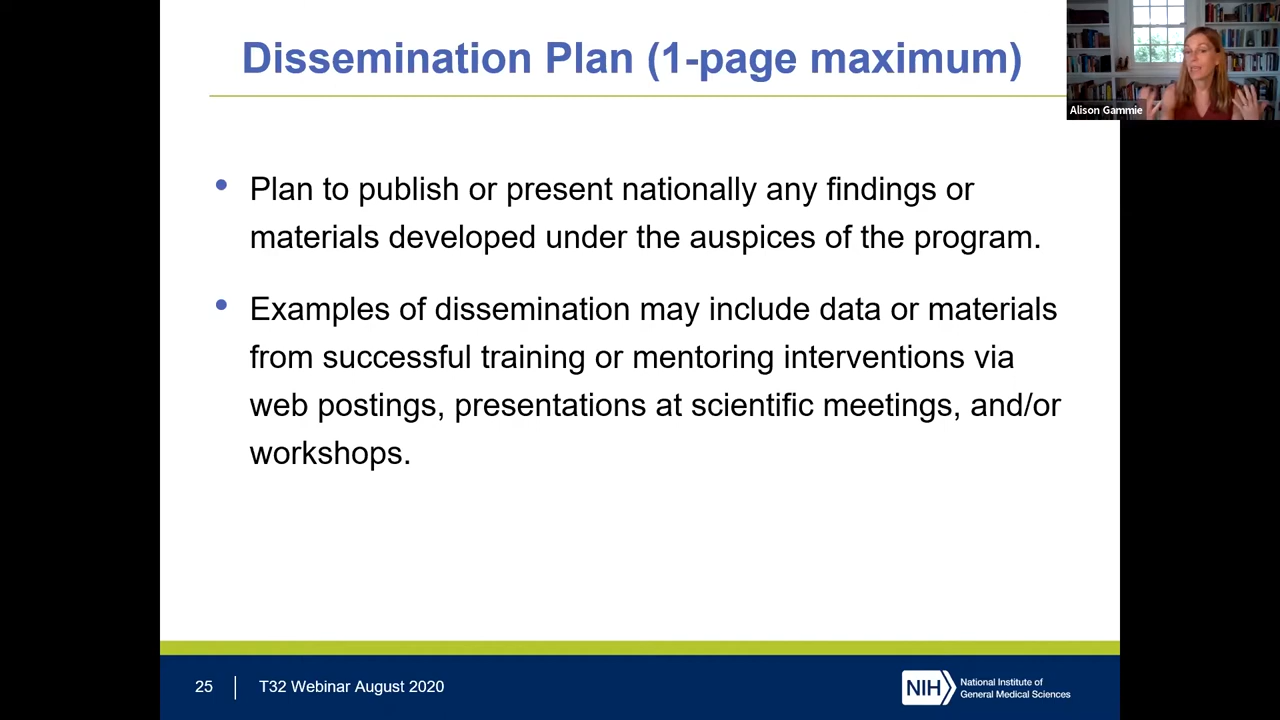 Dissemination Plan (1-page maximum)
Alison Gammie
• Plan to publish or present nationally any findings or
materials developed under the auspices of the program.
• Examples of dissemination may include data or materials
from successful training or mentoring interventions via
web postings, presentations at scientific meetings, and/or
workshops.
25 T32 Webinar August 2020
NIH
National Institute of
General Medical Sciences